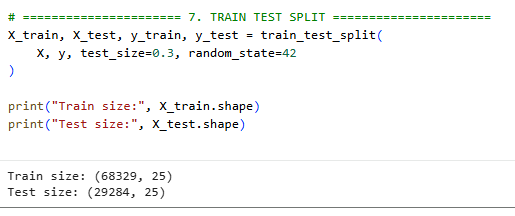 # ====================== 7. TRAIN TEST SPLIT ======================
X_train, X_test, y_train, y_test = train_test_split(
    X, y, test_size=0.3, random_state=42
)
print("Train size:", X_train.shape)
print("Test size:", X_test.shape)
Train size: (68329, 25)
Test size: (29284, 25)